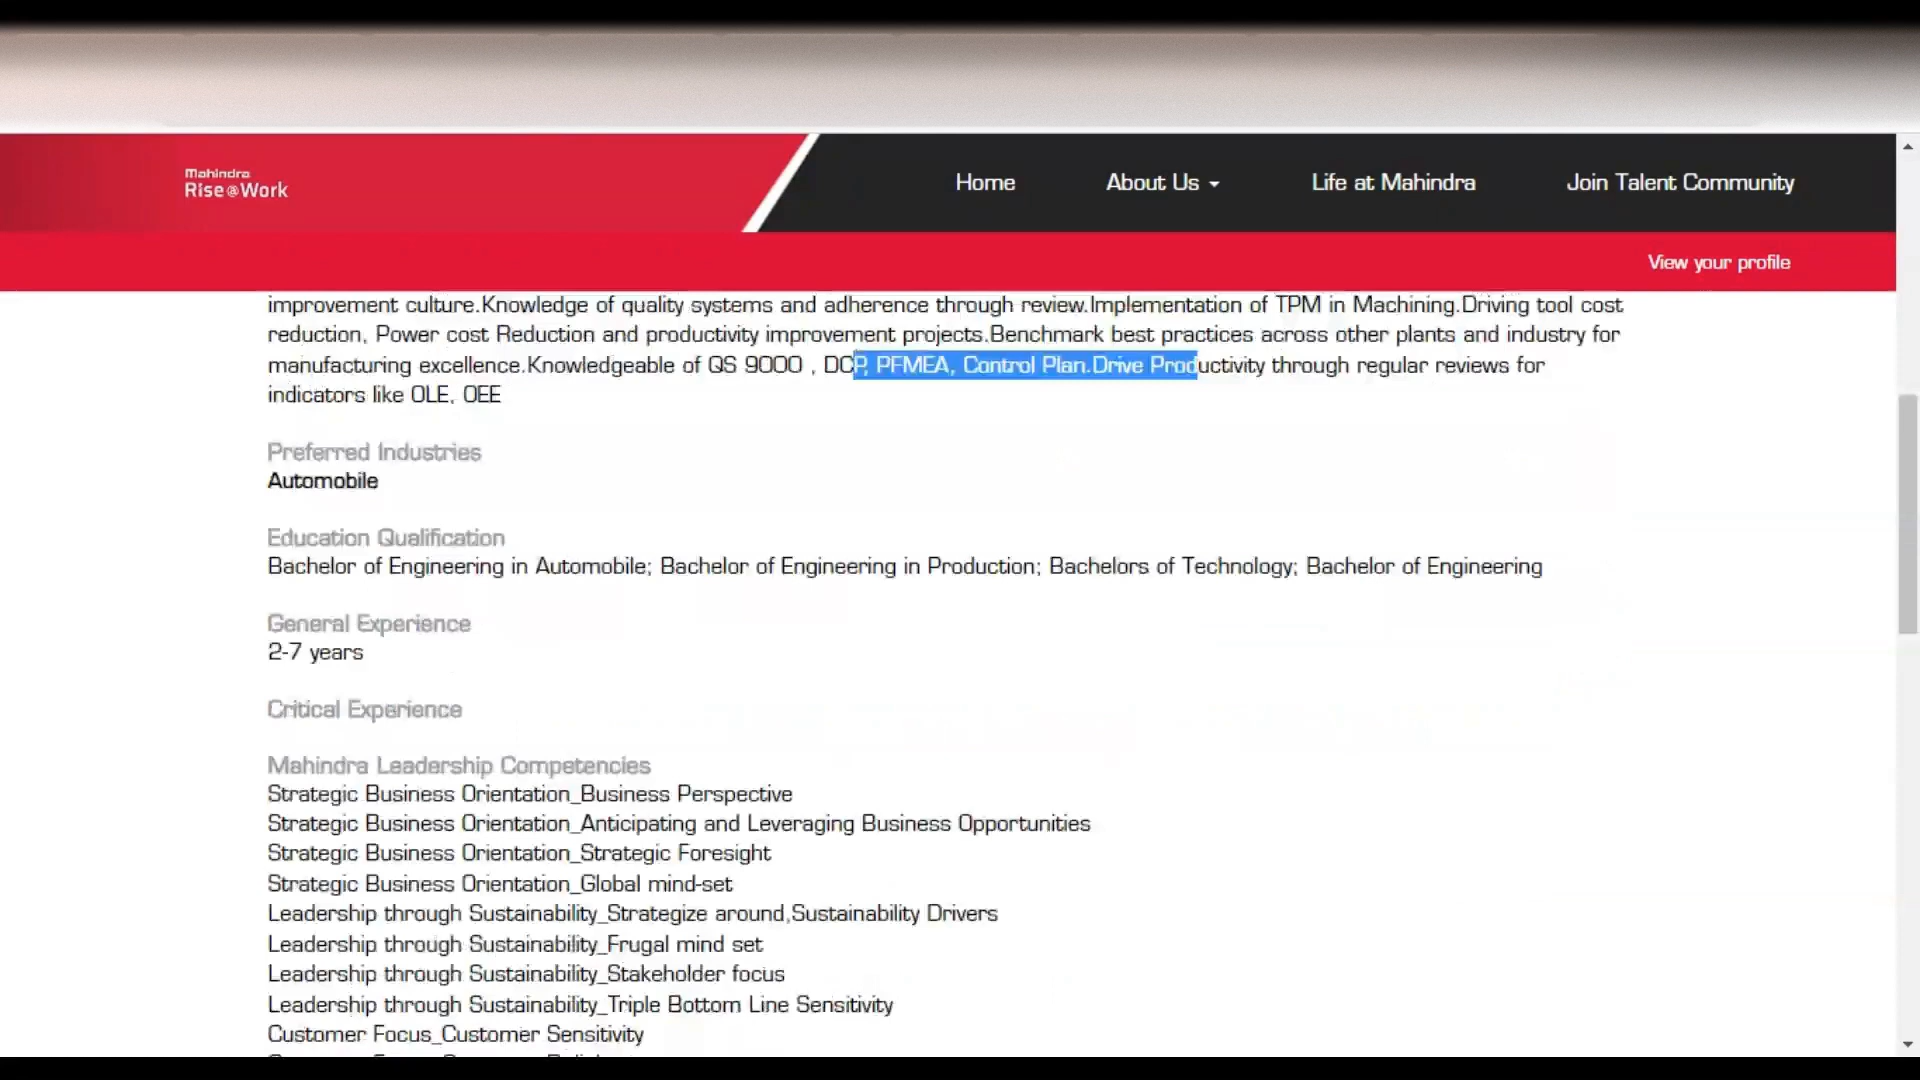 Mahindra
Rise@Work
Home
About Us
Life at Mahindra
Join Talent Community
View your profile
improvement culture.Knowledge of quality systems and adherence through review.Implementation of TPM in Machining.Driving tool cost
reduction, Power cost Reduction and productivity improvement projects.Benchmark best practices across other plants and industry for
manufacturing excellence.Knowledgeable of QS 9000 , DCP, PFMEA, Control Plan.Drive Productivity through regular reviews for
indicators like OLE, OEE
Preferred Industries
Automobile
Education Qualification
Bachelor of Engineering in Automobile; Bachelor of Engineering in Production; Bachelors of Technology; Bachelor of Engineering
General Experience
2-7 years
Critical Experience
Mahindra Leadership Competencies
Strategic Business Orientation_Business Perspective
Strategic Business Orientation_Anticipating and Leveraging Business Opportunities
Strategic Business Orientation_Strategic Foresight
Strategic Business Orientation_Global mind-set
Leadership through Sustainability_Strategize around,Sustainability Drivers
Leadership through Sustainability_Frugal mind set
Leadership through Sustainability_Stakeholder focus
Leadership through Sustainability_Triple Bottom Line Sensitivity
Customer Focus_Customer Sensitivity